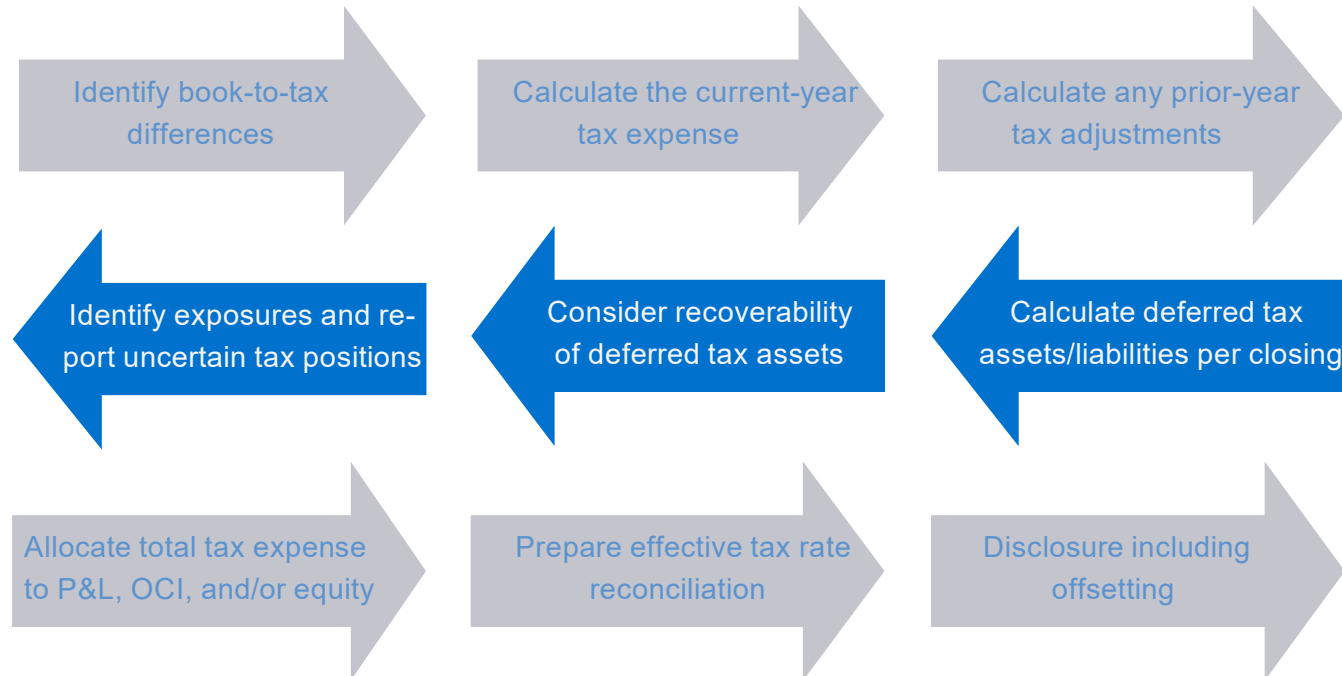 Identify book-to-tax
differences
Calculate the current-year
tax expense
Calculate any prior-year
tax adjustments
Identify exposures and re-
port uncertain tax positions
Consider recoverability
of deferred tax assets
Calculate deferred tax
assets/liabilities per closing
Allocate total tax expense
to P&L, OCI, and/or equity
Prepare effective tax rate
reconciliation
Disclosure including
offsetting